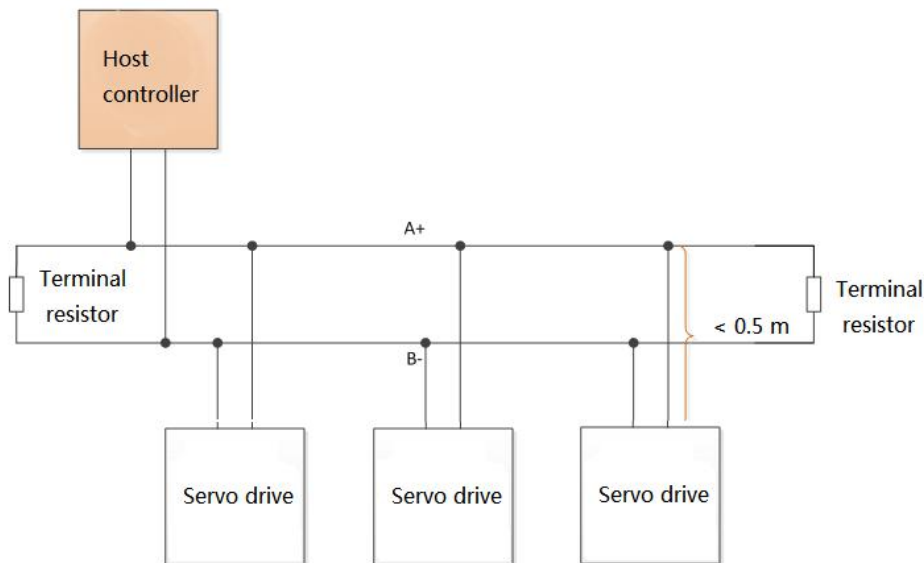 Host
controller
A+
Terminal
resistor
Terminal
resistor
< 0.5 m
B-
Servo drive
Servo drive
Servo drive